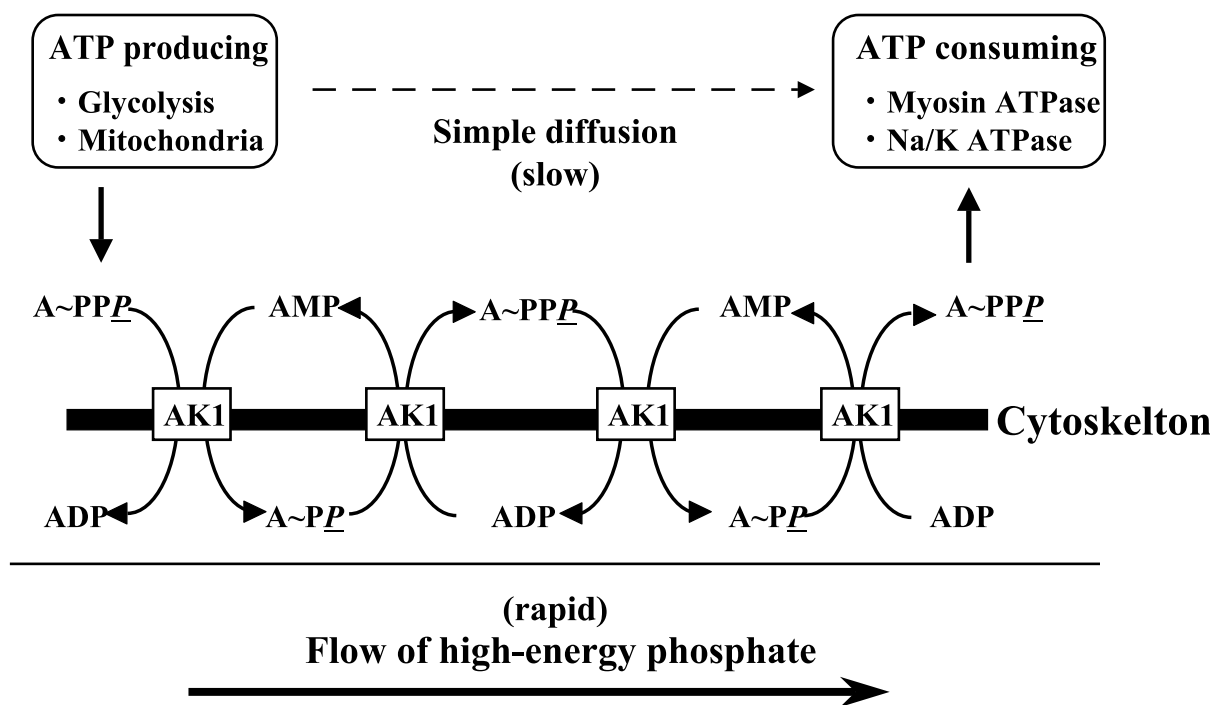 ATP producing
・Glycolysis
・Mitochondria
Simple diffusion
(slow)
ATP consuming
・Myosin ATPase
・Na/K ATPase
A~PPP AMP A~PPP AMP A~PPP
AK1 AK1 AK1 AK1 Cytoskelton
ADP A~PP ADP A~PP ADP
(rapid)
Flow of high-energy phosphate